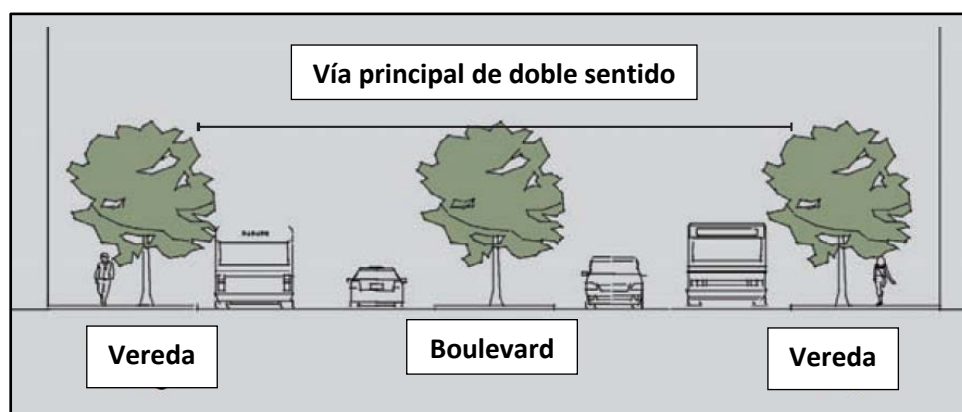 Vía principal de doble sentido
Vereda
Boulevard
Vereda